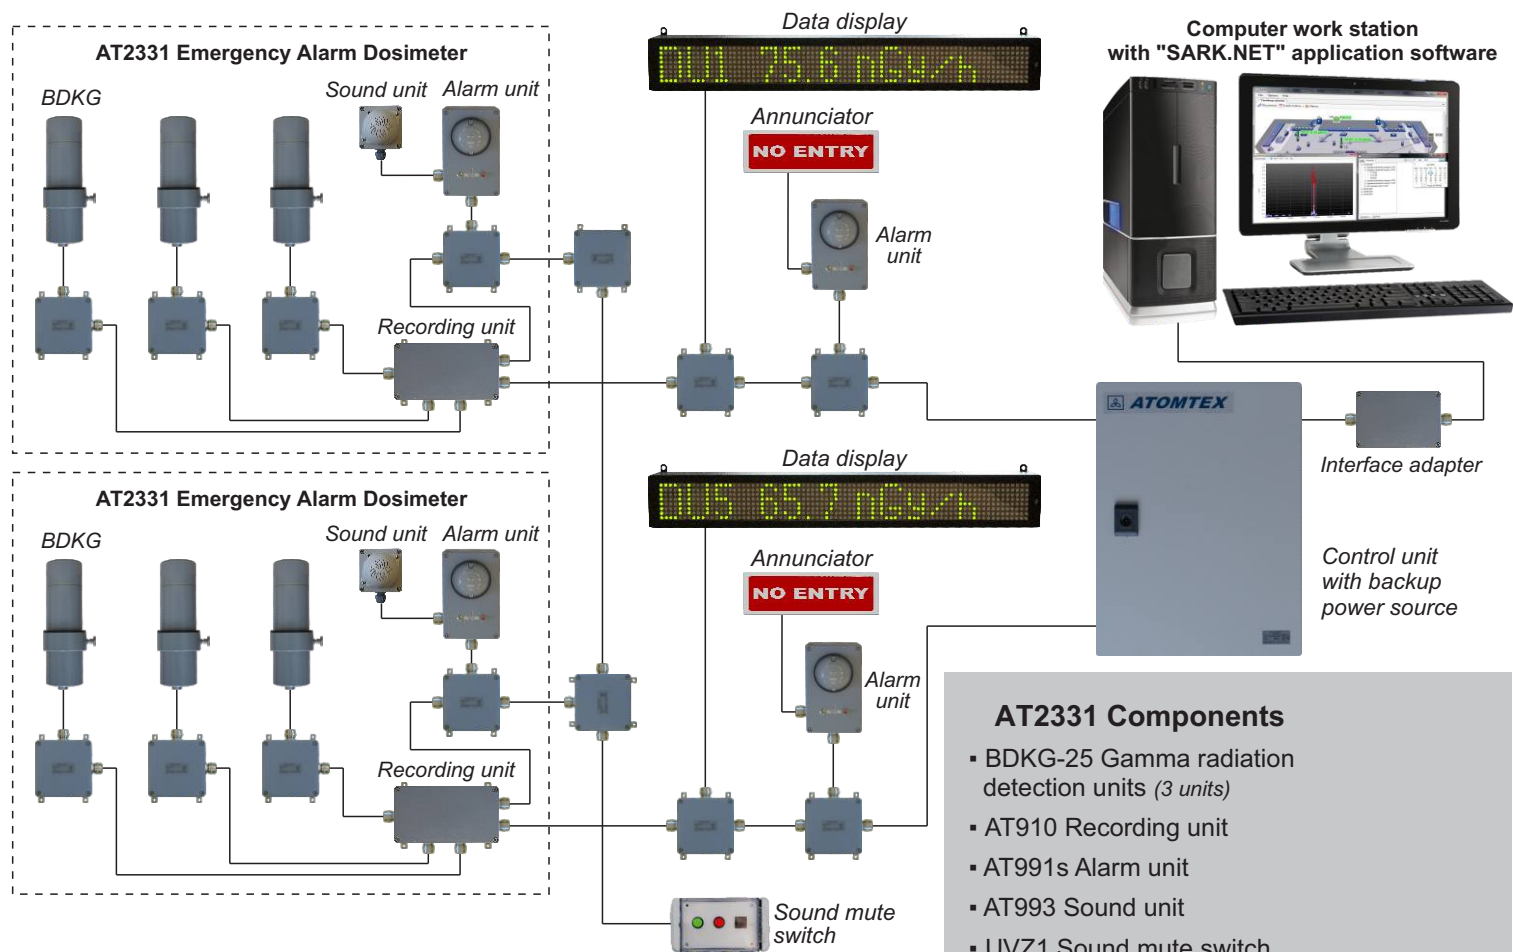 Data display
AT2331 Emergency Alarm Dosimeter
BDKG
Sound unit
Alarm unit
Recording unit
DU1 75.6 nGy/h
Annunciator
NO ENTRY
Alarm
unit
Computer work station
with "SARK.NET" application software
ATOMTEX
Interface adapter
Control unit
with backup
power source
AT2331 Emergency Alarm Dosimeter
BDKG
Sound unit
Alarm unit
Recording unit
Data display
DU5 65.7 nGy/h
Annunciator
NO ENTRY
Alarm
unit
Sound mute
switch
AT2331 Components
▪ BDKG-25 Gamma radiation
detection units (3 units)
▪ AT910 Recording unit
▪ AT991s Alarm unit
▪ AT993 Sound unit
▪ UVZ1 Sound mute switch